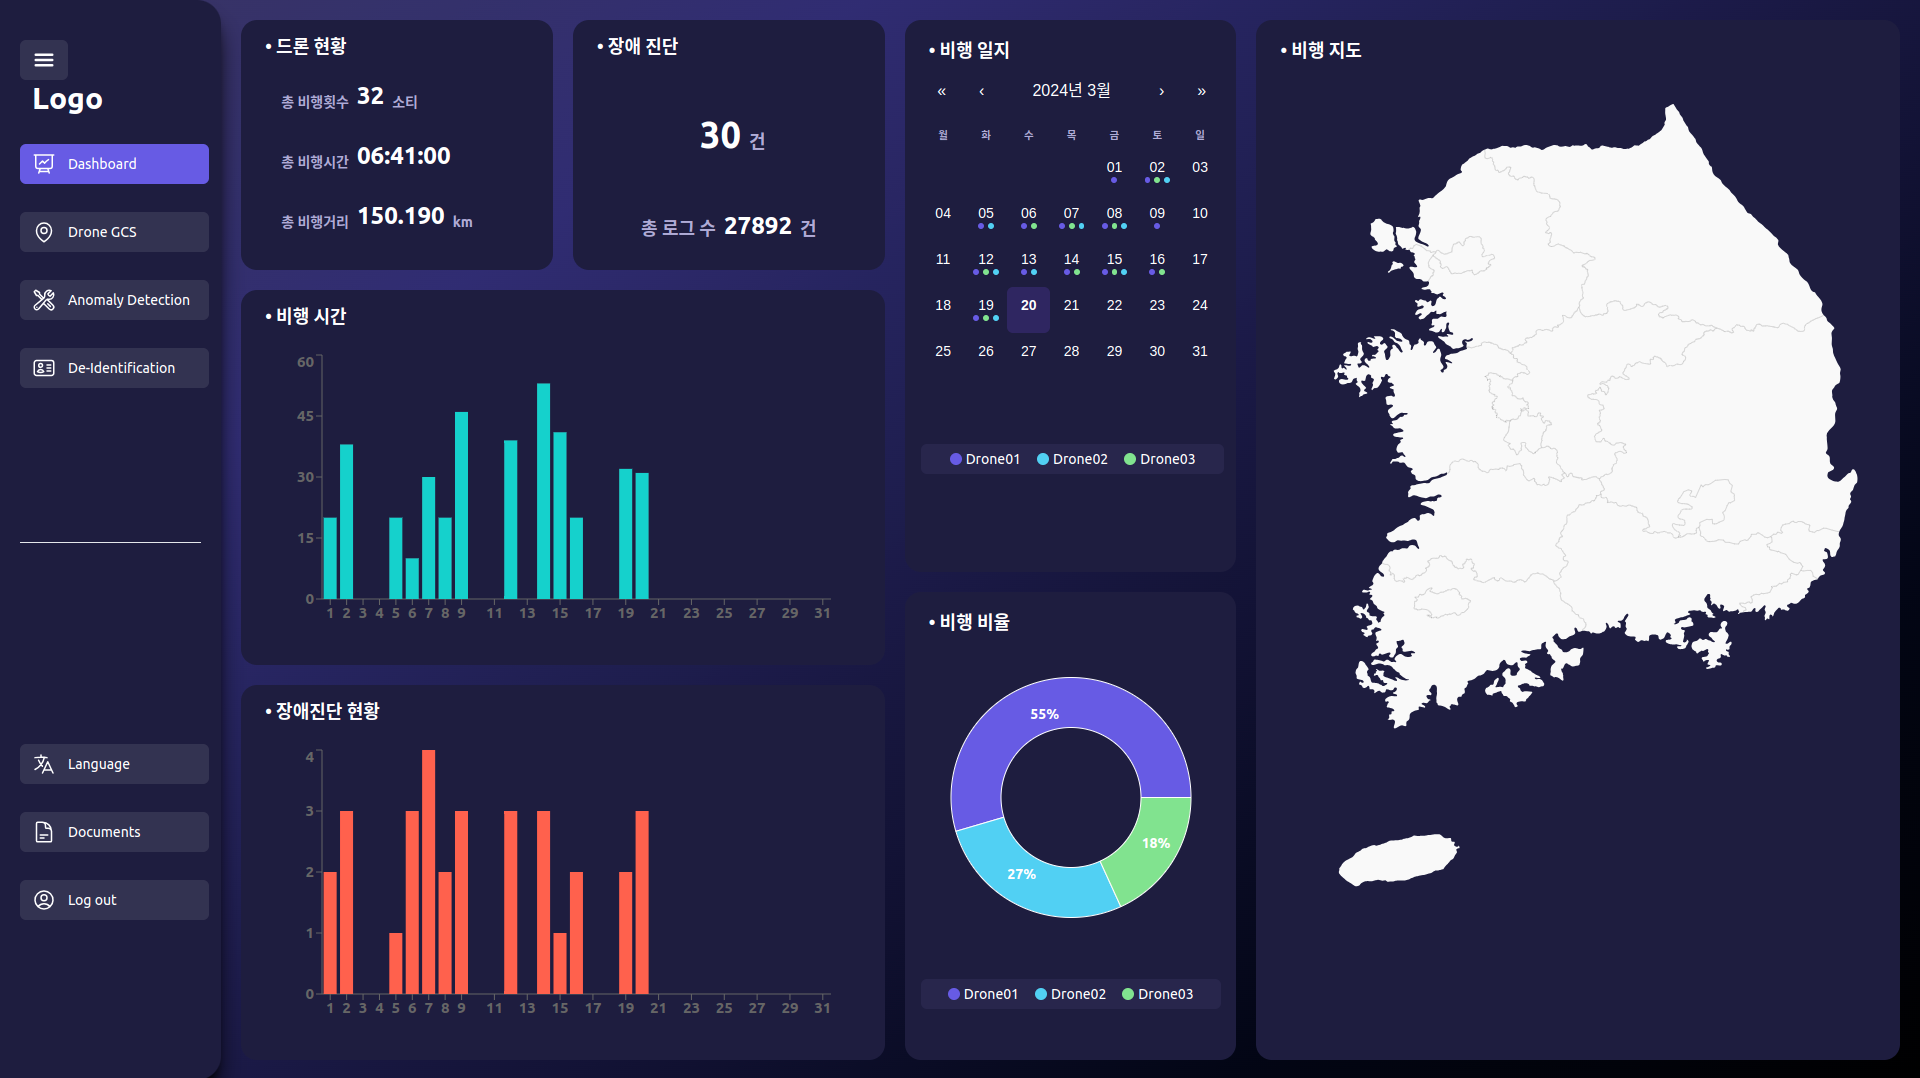 Logo
Dashboard
Drone GCS
Anomaly Detection
De-Identification
Language
Documents
Log out
• 드론 현황
총 비행횟수 32 소티
총 비행시간 06:41:00
총 비행거리 150.190 km
• 장애 진단
30 건
총 로그 수 27892 건
• 비행 시간
60
45
30
15
0
1 2 3 4 5 6 7 8 9 11 13 15 17 19 21 23 25 27 29 31
• 장애진단 현황
4
3
2
1
0
1 2 3 4 5 6 7 8 9 11 13 15 17 19 21 23 25 27 29 31
• 비행 일지
« ‹ 2024년 3월 › »
월 화 수 목 금 토 일
01 02 03
04 05 06 07 08 09 10
11 12 13 14 15 16 17
18 19 20 21 22 23 24
25 26 27 28 29 30 31
Drone01 Drone02 Drone03
• 비행 비율
55%
18%
27%
Drone01 Drone02 Drone03
• 비행 지도